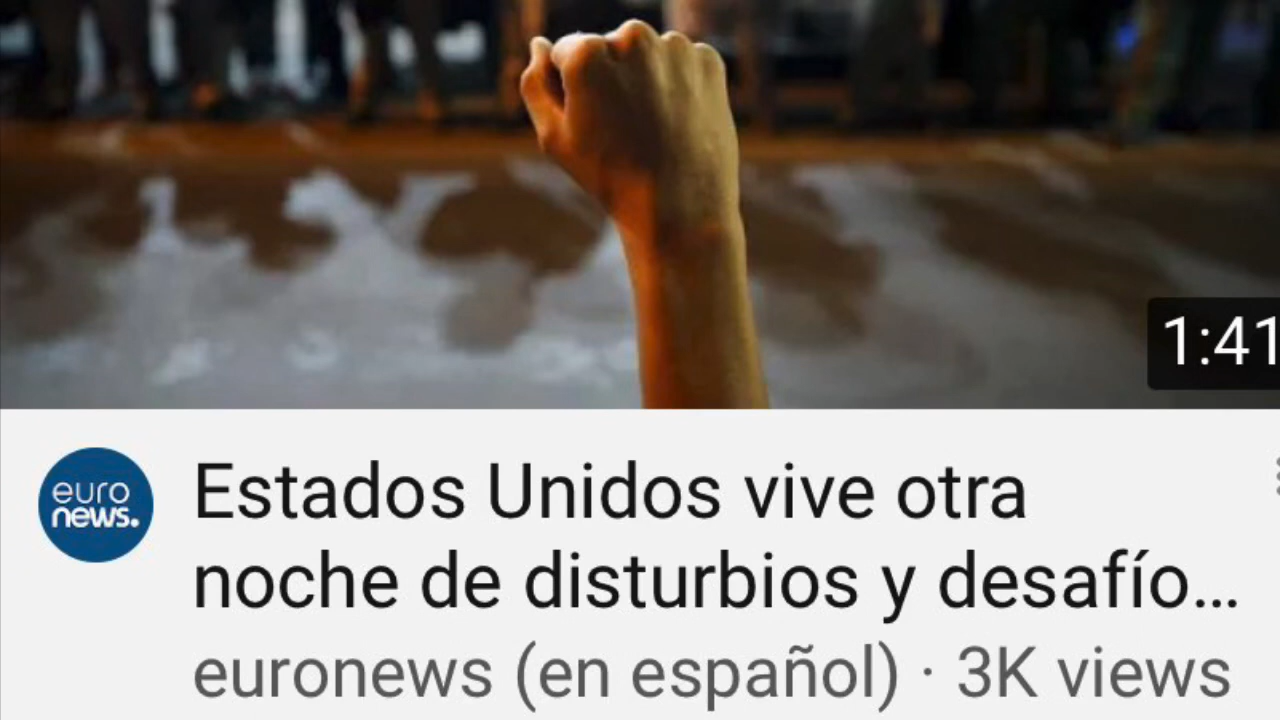 1:41
euro
news.
Estados Unidos vive otra
noche de disturbios y desafío...
euronews (en español) · 3K views